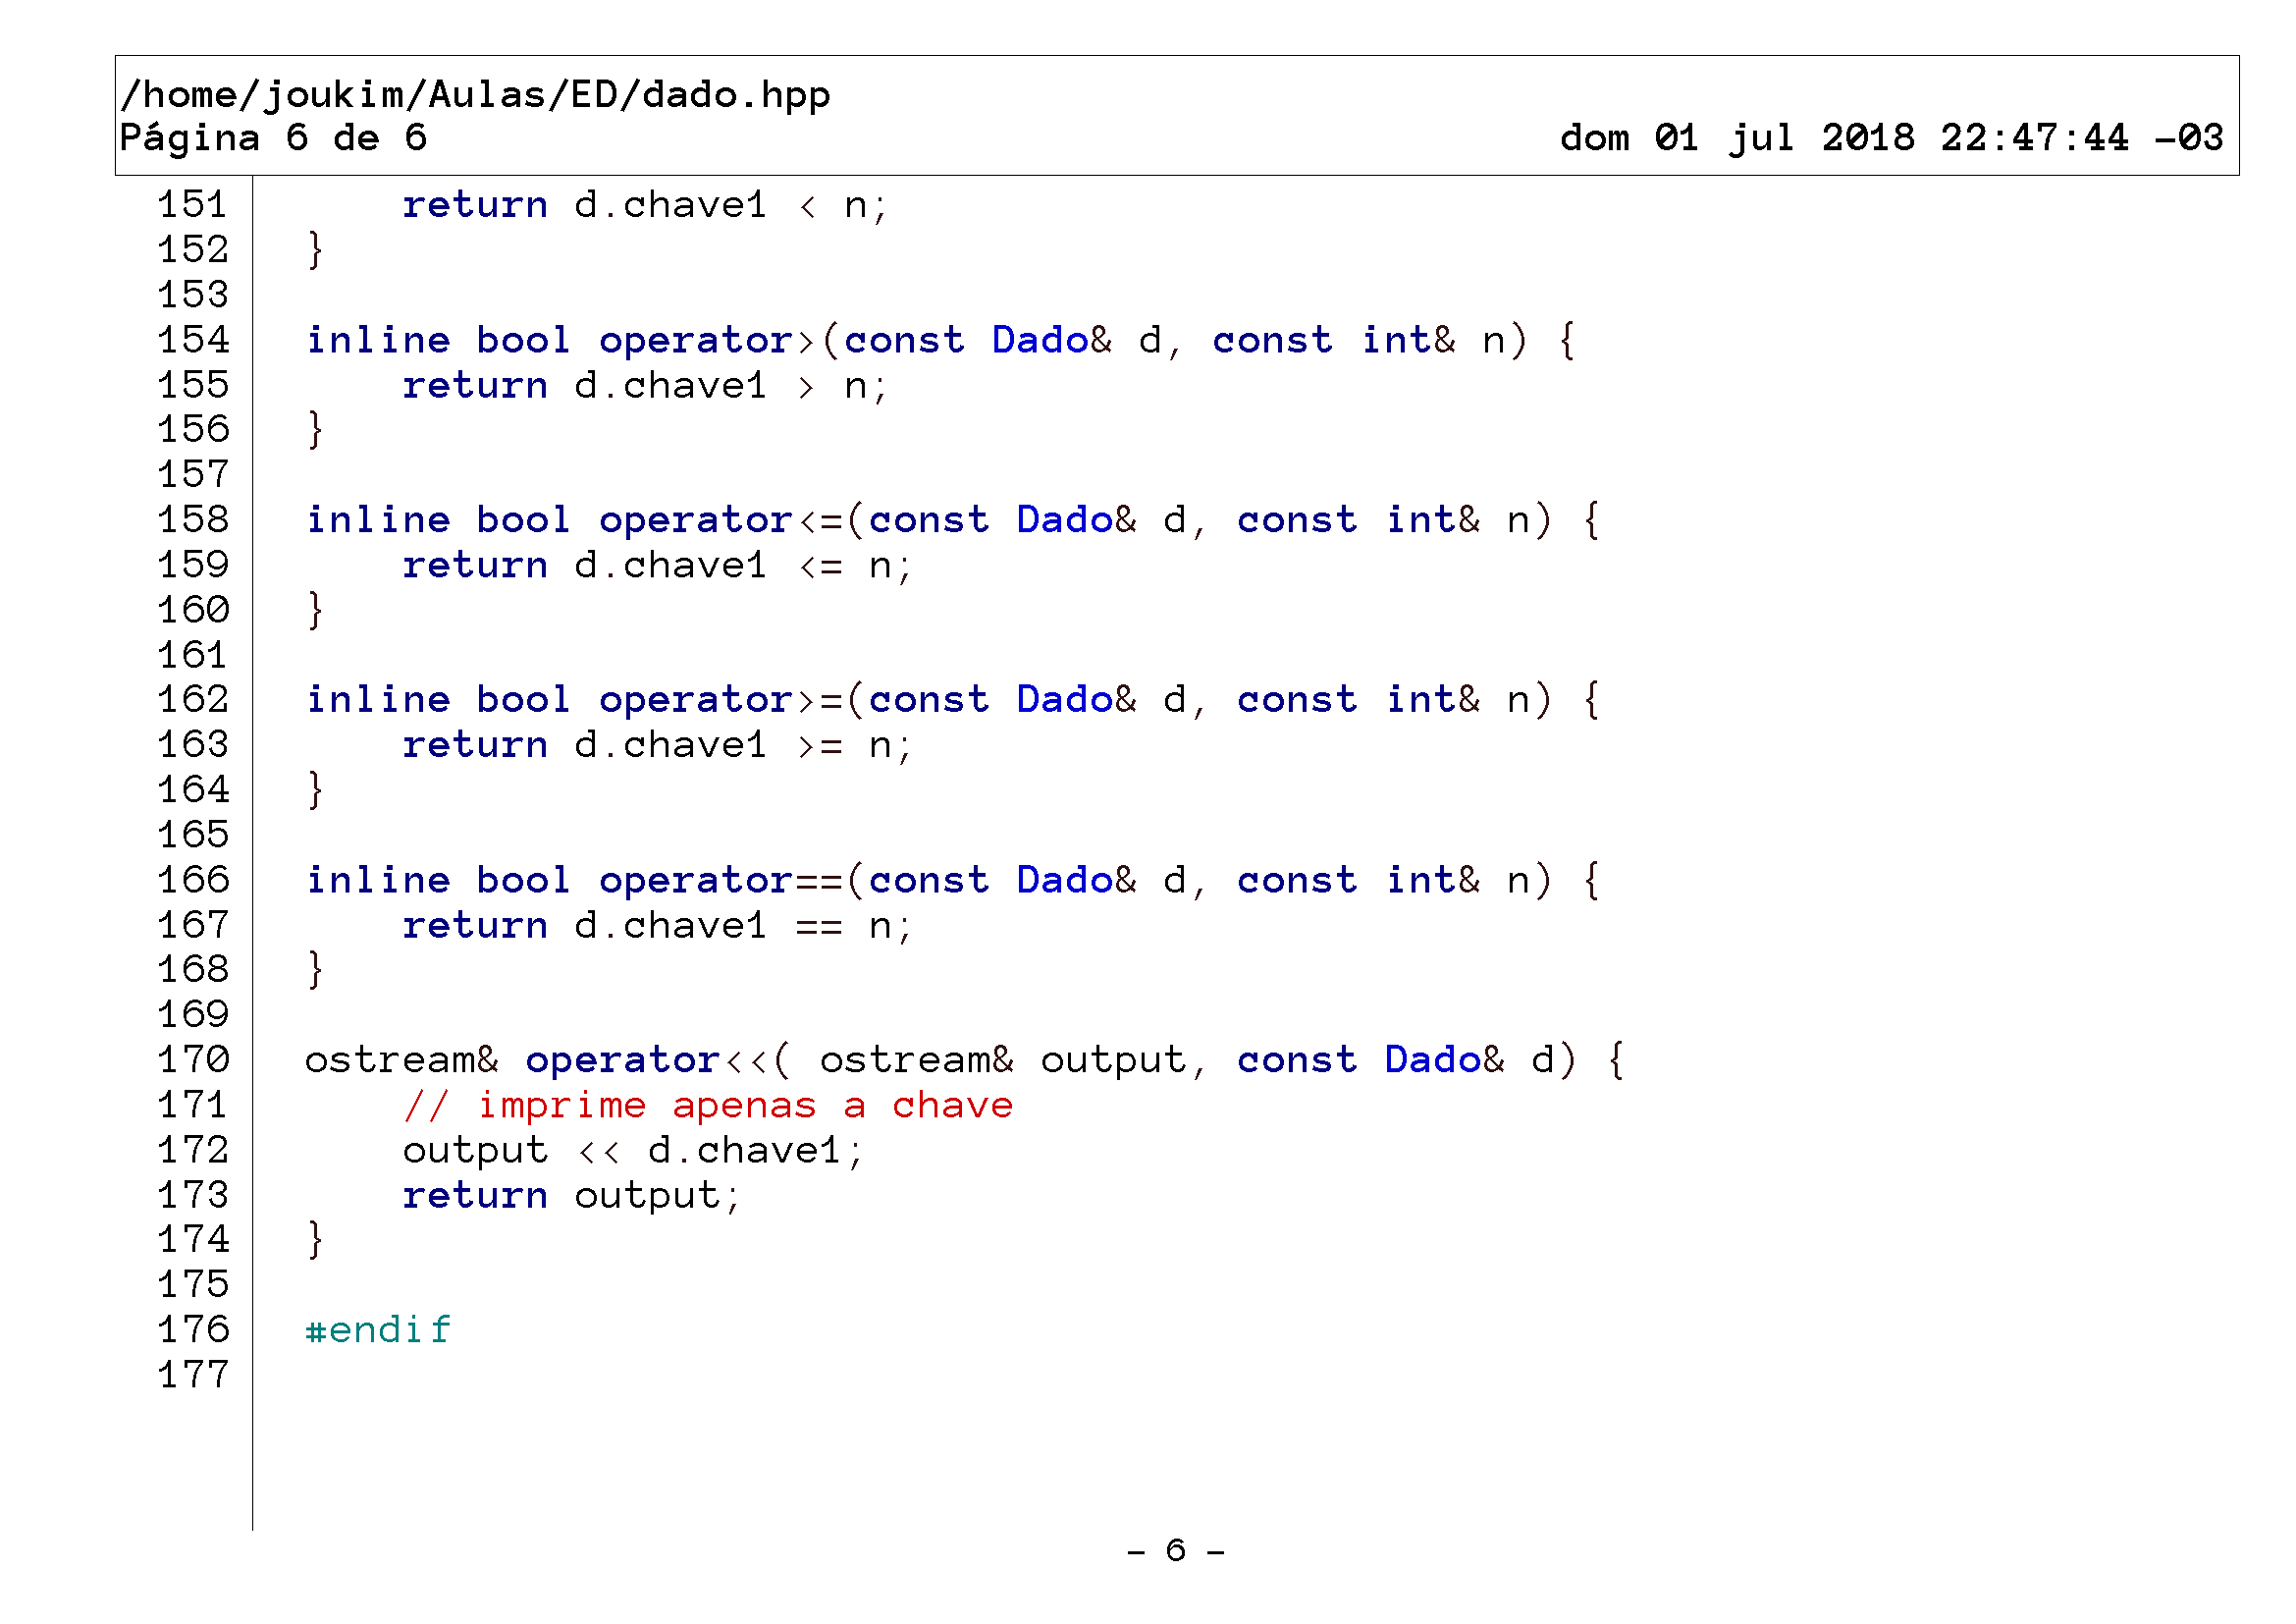 /home/joukim/Aulas/ED/dado.hpp
Página 6 de 6 dom 01 jul 2018 22:47:44 -03
151     return d.chave1 < n;
152 }
153
154 inline bool operator>(const Dado& d, const int& n) {
155     return d.chave1 > n;
156 }
157
158 inline bool operator<=(const Dado& d, const int& n) {
159     return d.chave1 <= n;
160 }
161
162 inline bool operator>=(const Dado& d, const int& n) {
163     return d.chave1 >= n;
164 }
165
166 inline bool operator==(const Dado& d, const int& n) {
167     return d.chave1 == n;
168 }
169
170 ostream& operator<<( ostream& output, const Dado& d) {
171     // imprime apenas a chave
172     output << d.chave1;
173     return output;
174 }
175
176 #endif
177
- 6 -